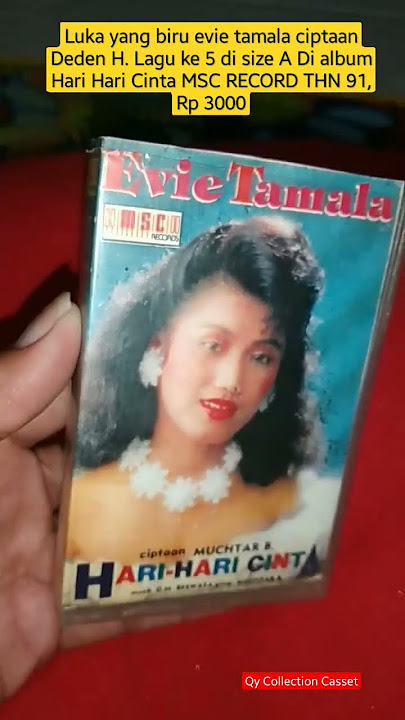 Luka yang biru evie tamala ciptaan
Deden H. Lagu ke 5 di size A Di album
Hari Hari Cinta MSC RECORD THN 91,
Rp 3000
Evie Tamala
MSC
RECORDS
ciptaan MUCHTAR B.
HARI-HARI CINTA
Qy Collection Casset